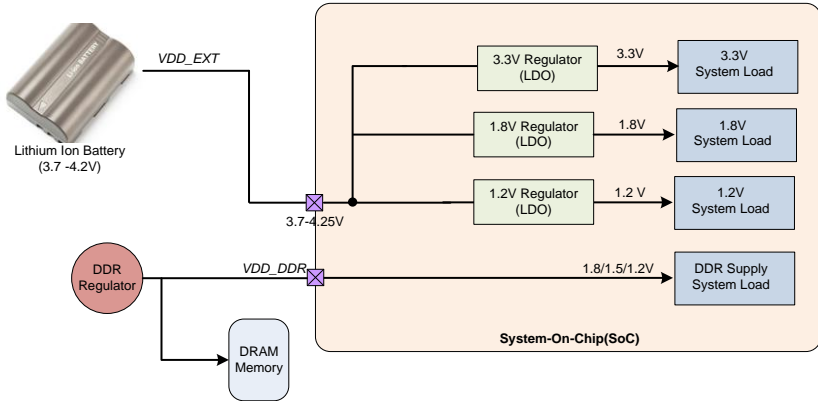 VDD_EXT
Li-ion BATTERY
Lithium Ion Battery
(3.7 -4.2V)
3.3V Regulator
(LDO)
3.3V
3.3V
System Load
1.8V Regulator
(LDO)
1.8V
1.8V
System Load
1.2V Regulator
(LDO)
1.2 V
1.2V
System Load
3.7-4.25V
DDR
Regulator
VDD_DDR
1.8/1.5/1.2V
DDR Supply
System Load
DRAM
Memory
System-On-Chip(SoC)